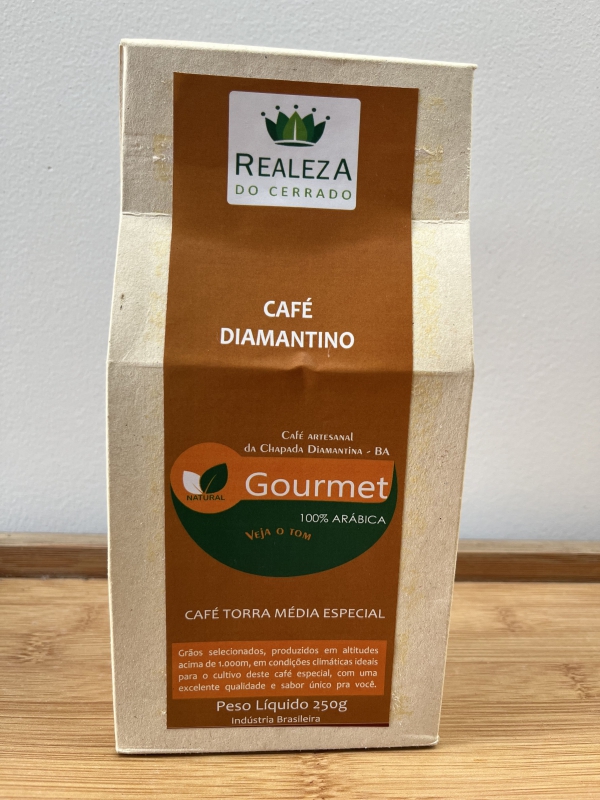 REALEZA
DO CERRADO
CAFÉ
DIAMANTINO
Café artesanal
da Chapada Diamantina - BA
NATURAL
Gourmet
100% ARÁBICA
Veja o tom
CAFÉ TORRA MÉDIA ESPECIAL
Grãos selecionados, produzidos em altitudes
acima de 1.000m, em condições climáticas ideais
para o cultivo deste café especial, com uma
excelente qualidade e sabor único pra você.
Peso Líquido 250g
Indústria Brasileira